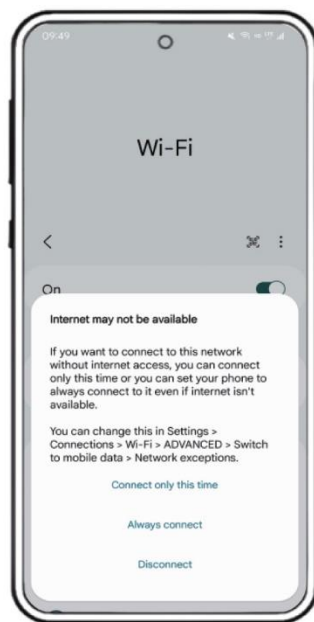 09:49
Wi-Fi
On
Internet may not be available
If you want to connect to this network
without internet access, you can connect
only this time or you can set your phone to
always connect to it even if internet isn't
available.
You can change this in Settings >
Connections > Wi-Fi > ADVANCED > Switch
to mobile data > Network exceptions.
Connect only this time
Always connect
Disconnect